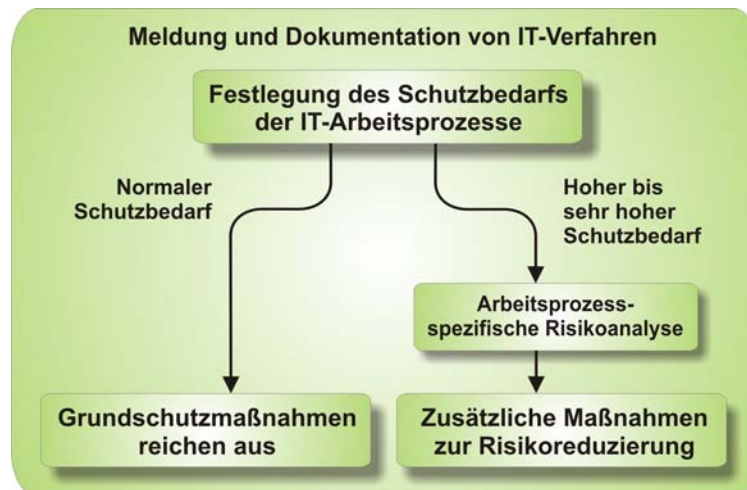 Meldung und Dokumentation von IT-Verfahren
Festlegung des Schutzbedarfs
der IT-Arbeitsprozesse
Normaler
Schutzbedarf
Hoher bis
sehr hoher
Schutzbedarf
Arbeitsprozess-
spezifische Risikoanalyse
Grundschutzmaßnahmen
reichen aus
Zusätzliche Maßnahmen
zur Risikoreduzierung